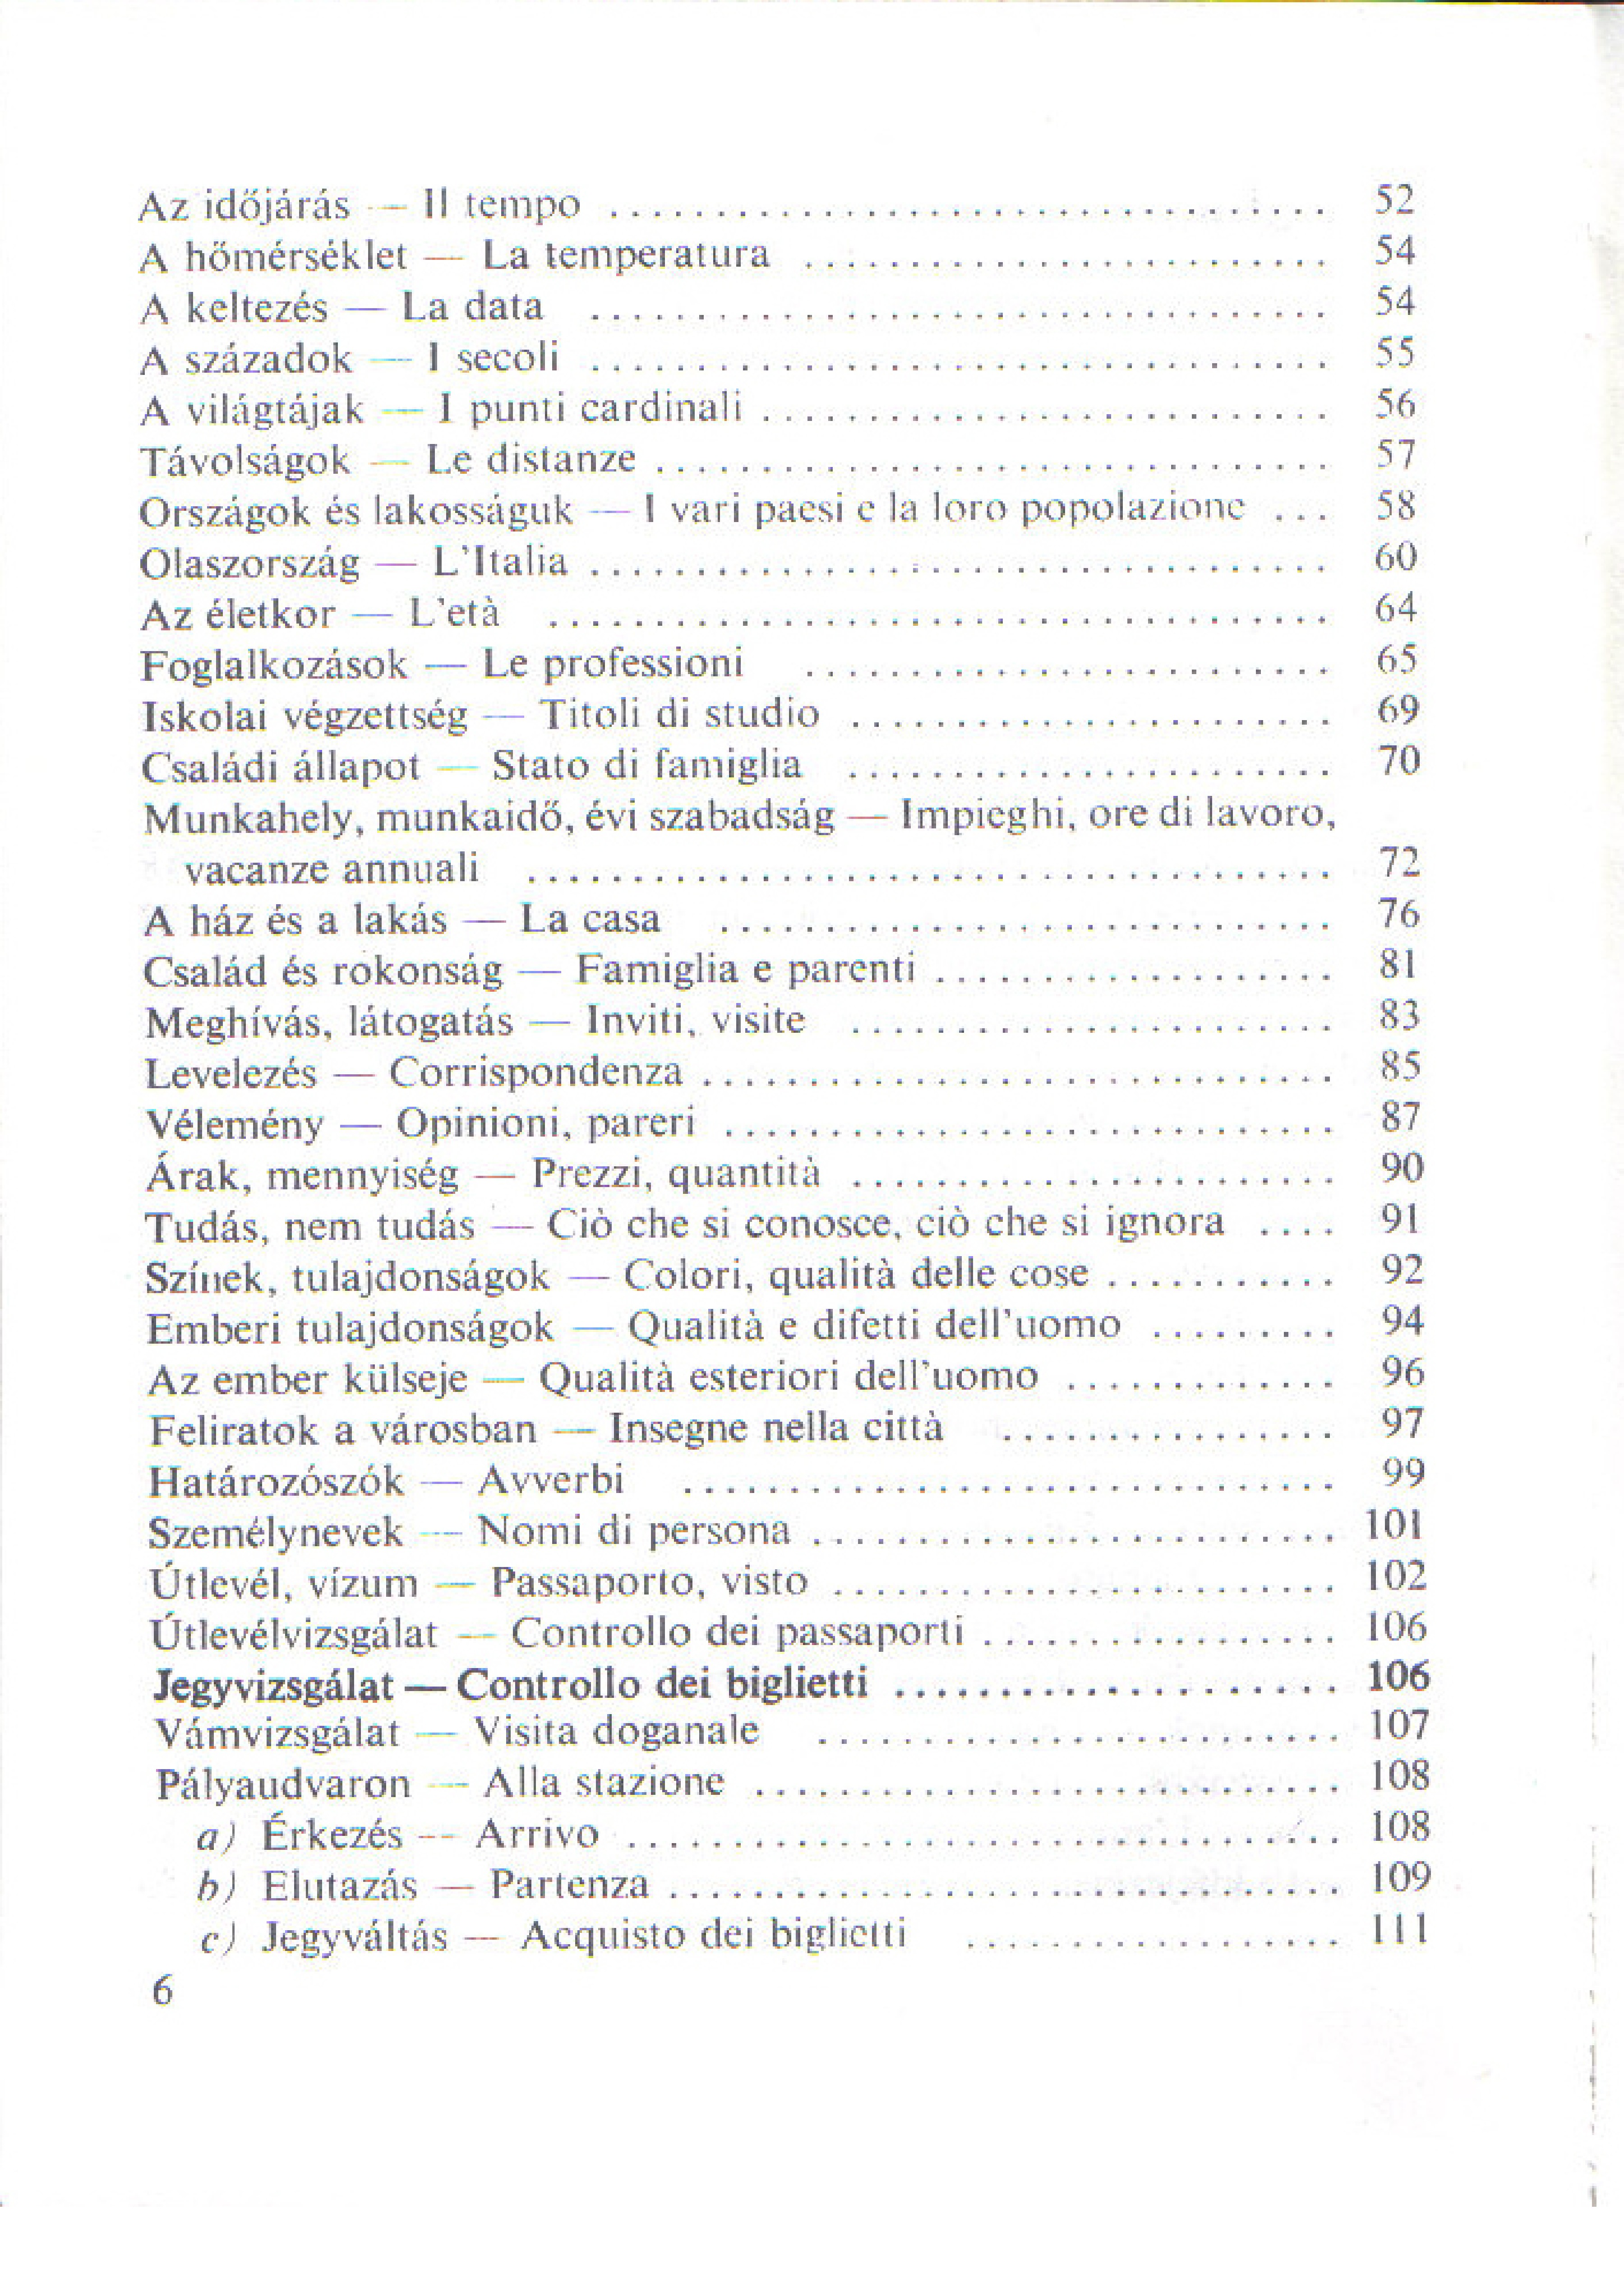 Az időjárás — Il tempo .................................. 52
A hőmérséklet — La temperatura ......................... 54
A keltezés — La data ................................... 54
A századok — I secoli ................................... 55
A világtájak — I punti cardinali ........................... 56
Távolságok — Le distanze ................................ 57
Országok és lakosságuk — I vari paesi e la loro popolazione ... 58
Olaszország — L'Italia ................................... 60
Az életkor — L'età ..................................... 64
Foglalkozások — Le professioni ......................... 65
Iskolai végzettség — Titoli di studio ....................... 69
Családi állapot — Stato di famiglia ....................... 70
Munkahely, munkaidő, évi szabadság — Impieghi, ore di lavoro,
vacanze annuali ...................................... 72
A ház és a lakás — La casa ............................. 76
Család és rokonság — Famiglia e parenti ................... 81
Meghívás, látogatás — Inviti, visite ....................... 83
Levelezés — Corrispondenza .............................. 85
Vélemény — Opinioni, pareri ............................. 87
Árak, mennyiség — Prezzi, quantità ....................... 90
Tudás, nem tudás — Ciò che si conosce, ciò che si ignora .... 91
Színek, tulajdonságok — Colori, qualità delle cose ........... 92
Emberi tulajdonságok — Qualità e difetti dell'uomo ......... 94
Az ember külseje — Qualità esteriori dell'uomo ............. 96
Feliratok a városban — Insegne nella città ................ 97
Határozószók — Avverbi ............................... 99
Személynevek — Nomi di persona ......................... 101
Útlevél, vízum — Passaporto, visto ........................ 102
Útlevélvizsgálat — Controllo dei passaporti ................. 106
Jegyvizsgálat — Controllo dei biglietti ..................... 106
Vámvizsgálat — Visita doganale ......................... 107
Pályaudvaron — Alla stazione ............................ 108
a) Érkezés — Arrivo .................................. 108
b) Elutazás — Partenza ................................ 109
c) Jegyváltás — Acquisto dei biglietti .................. 111
6